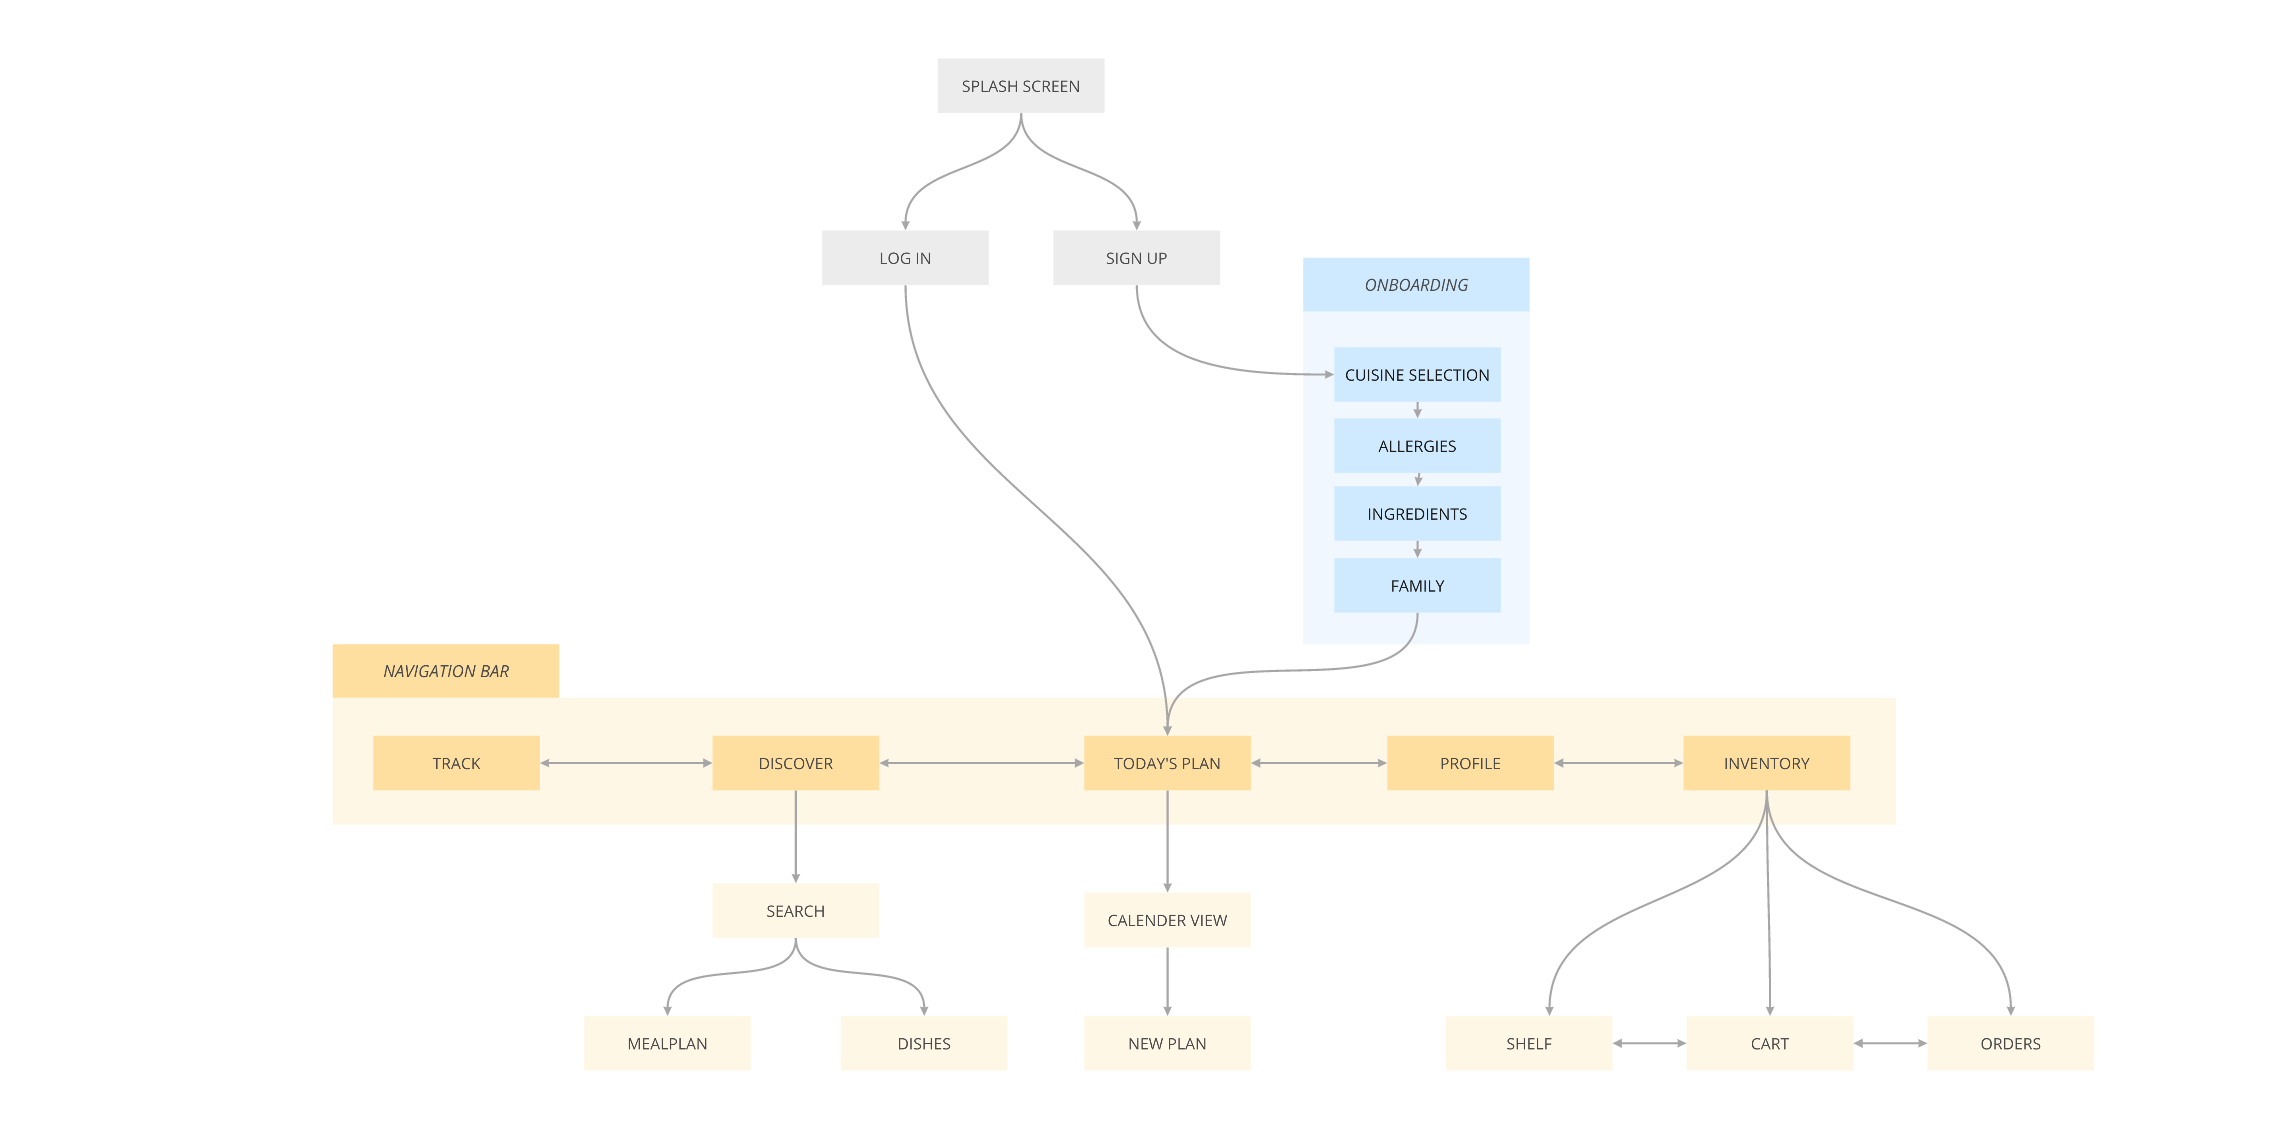 SPLASH SCREEN
LOG IN
SIGN UP
ONBOARDING
CUISINE SELECTION
ALLERGIES
INGREDIENTS
FAMILY
NAVIGATION BAR
TRACK
DISCOVER
TODAY'S PLAN
PROFILE
INVENTORY
SEARCH
CALENDER VIEW
MEALPLAN
DISHES
NEW PLAN
SHELF
CART
ORDERS